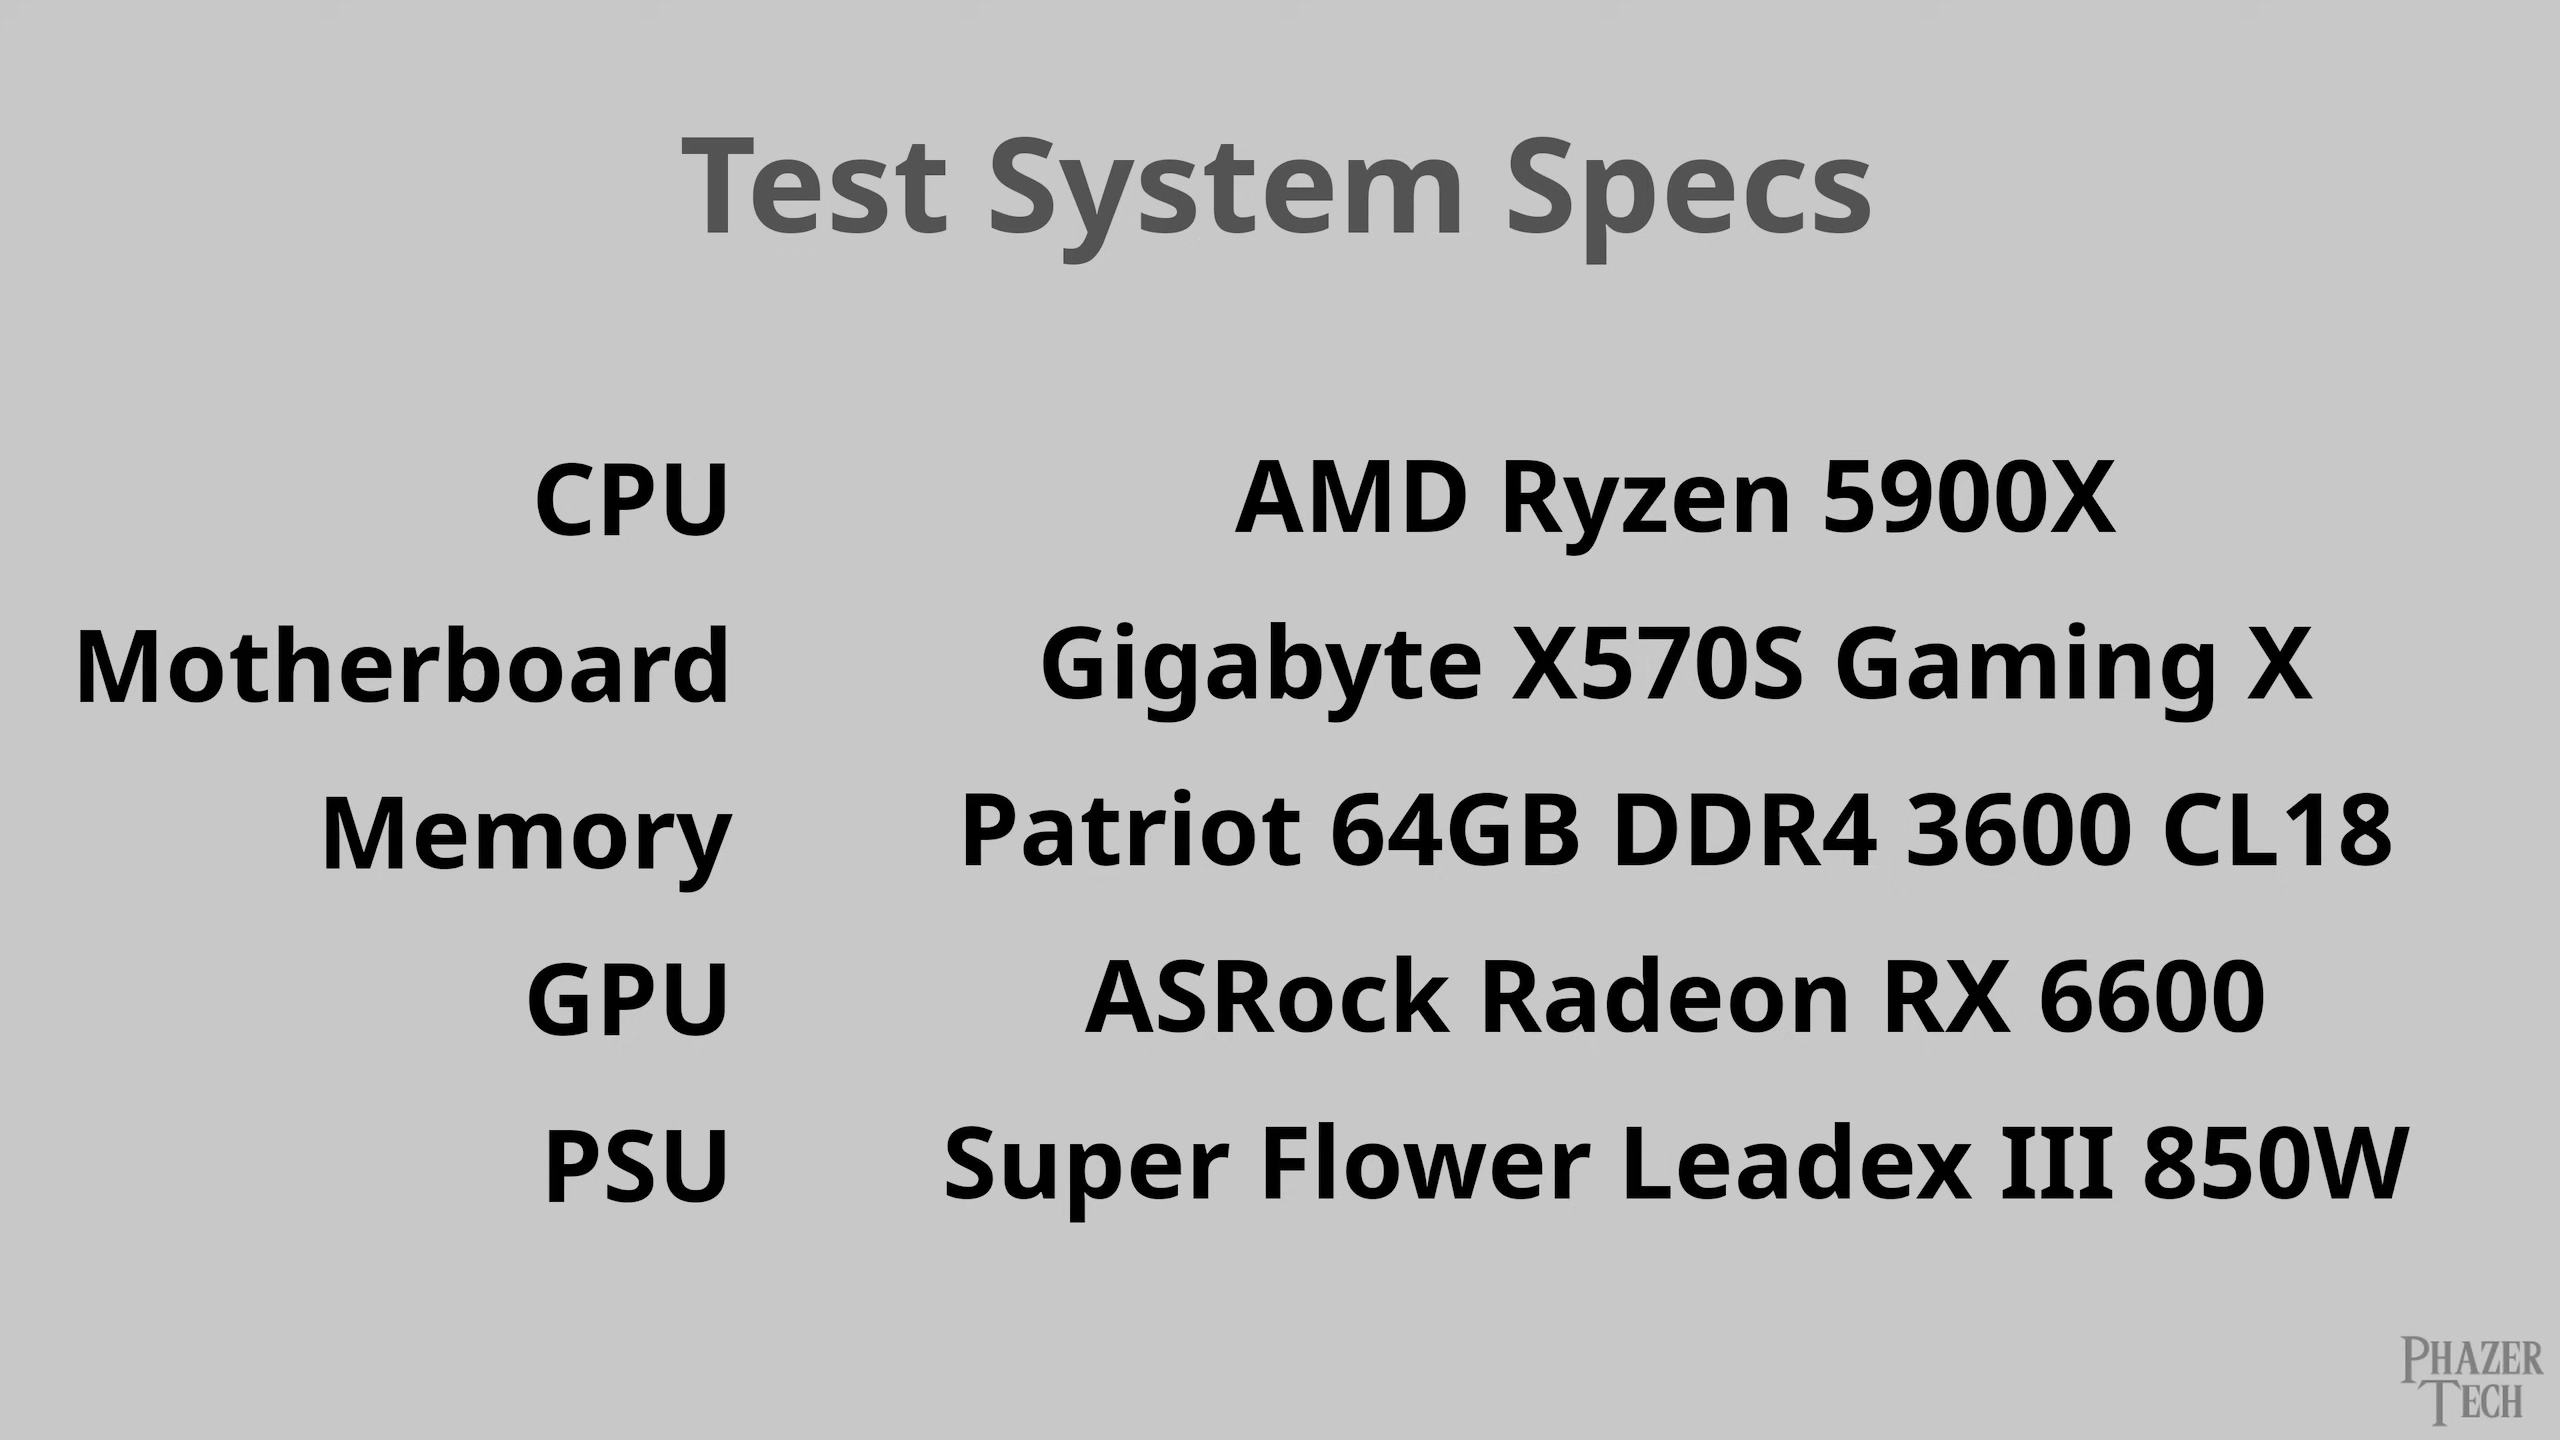 Test System Specs
CPU AMD Ryzen 5900X
Motherboard Gigabyte X570S Gaming X
Memory Patriot 64GB DDR4 3600 CL18
GPU ASRock Radeon RX 6600
PSU Super Flower Leadex III 850W
PHAZER
TECH